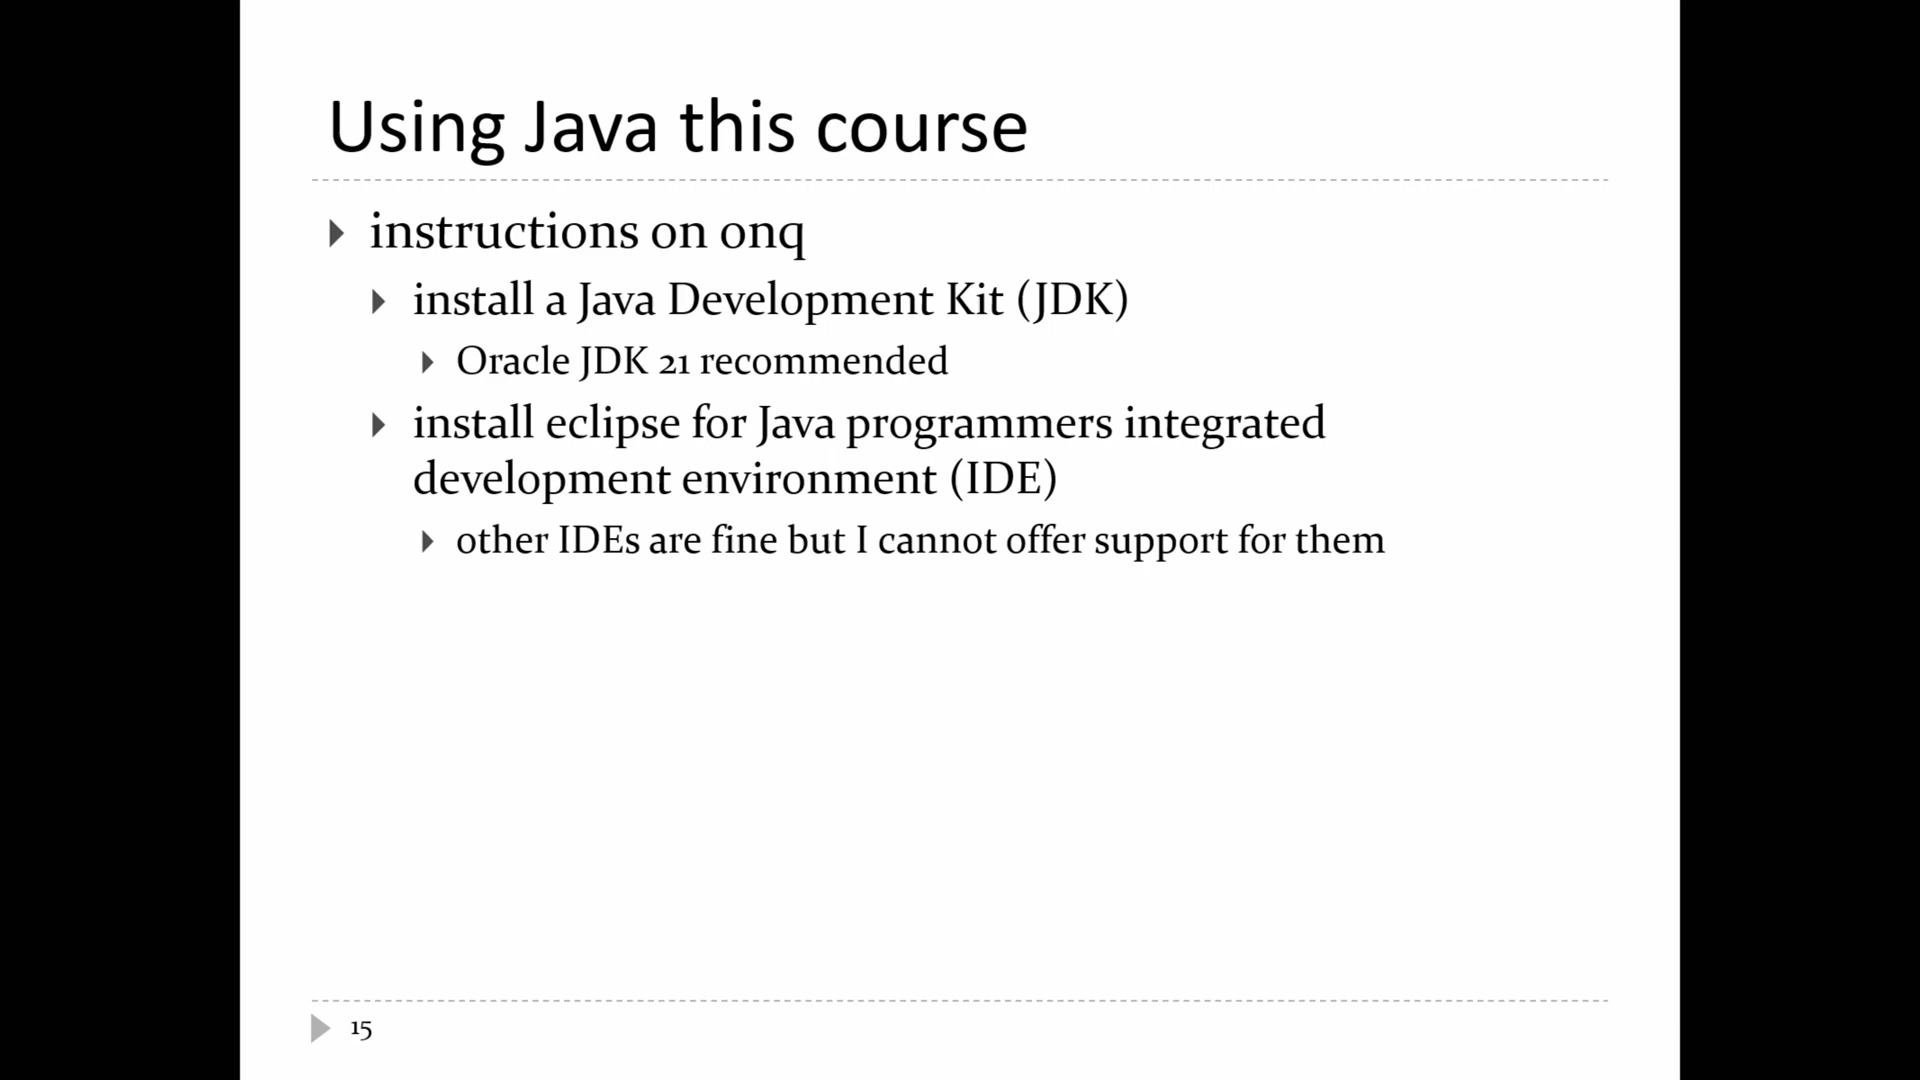 Using Java this course
instructions on onq
install a Java Development Kit (JDK)
Oracle JDK 21 recommended
install eclipse for Java programmers integrated
development environment (IDE)
other IDEs are fine but I cannot offer support for them
15